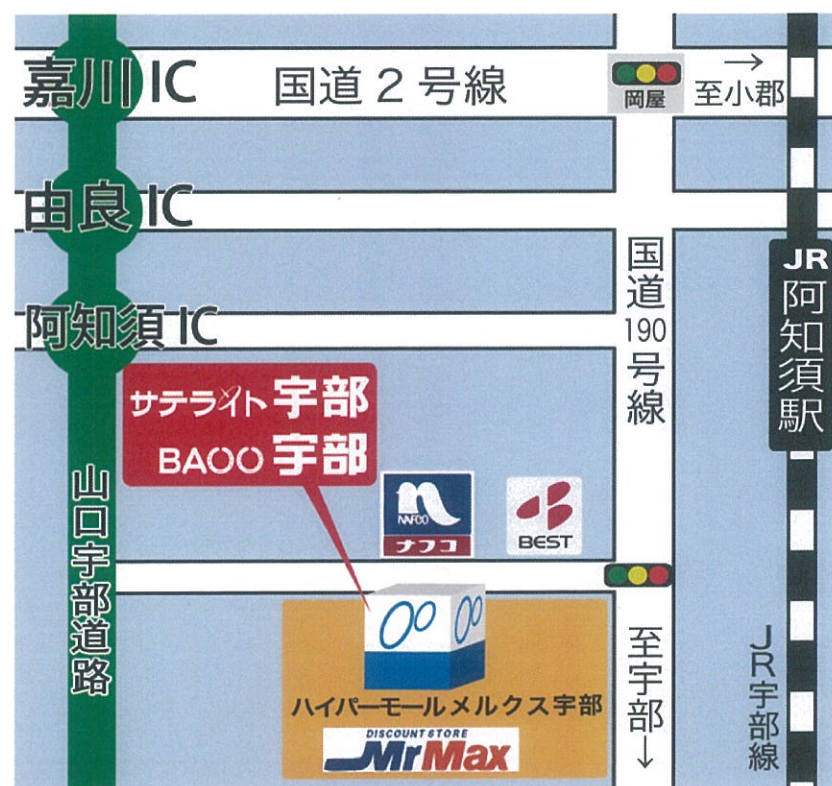 嘉川IC
国道2号線
岡屋
→
至小郡
由良IC
阿知須IC
国道190号線
JR阿知須駅
サテライト宇部
BAOO宇部
山口宇部道路
NAFCO
ナフコ
BEST
ハイパーモールメルクス宇部
DISCOUNT STORE
MrMax
至宇部↓
JR宇部線